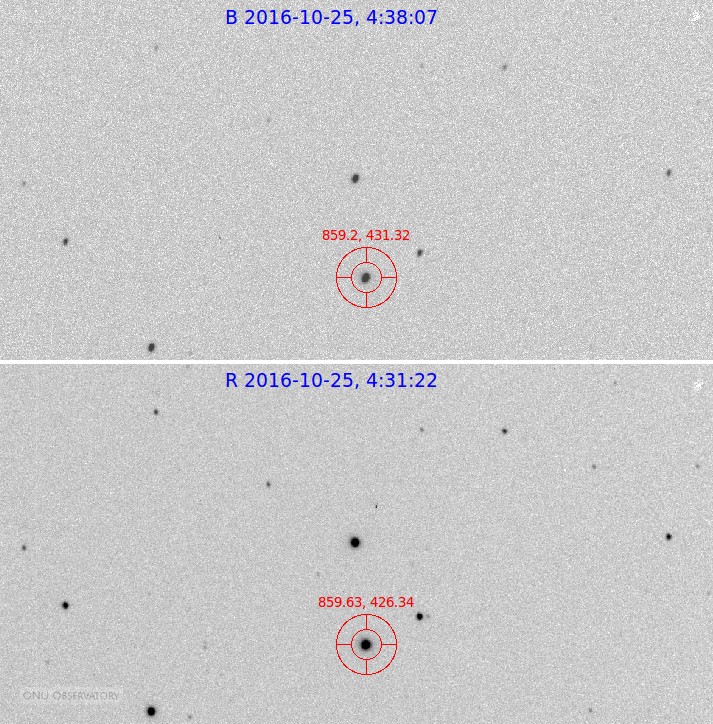 B 2016-10-25, 4:38:07
859.2, 431.32
R 2016-10-25, 4:31:22
859.63, 426.34
ONU OBSERVATORY